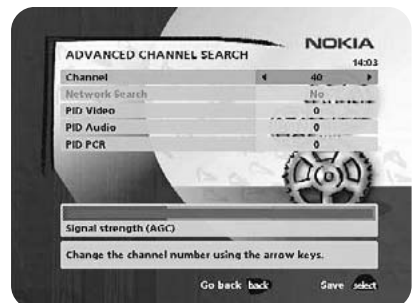 NOKIA
ADVANCED CHANNEL SEARCH
14:03
Channel 40
Network Search No
PID Video 0
PID Audio 0
PID PCR 0
Signal strength (AGC)
Change the channel number using the arrow keys.
Go back back Save select